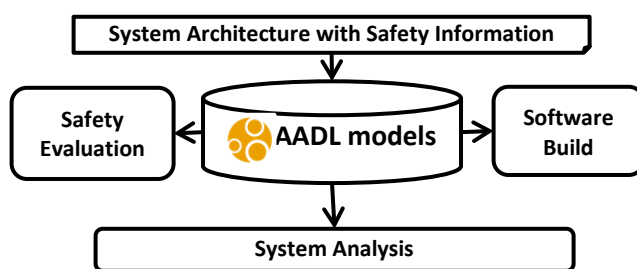 System Architecture with Safety Information
Safety
Evaluation
AADL models
Software
Build
System Analysis